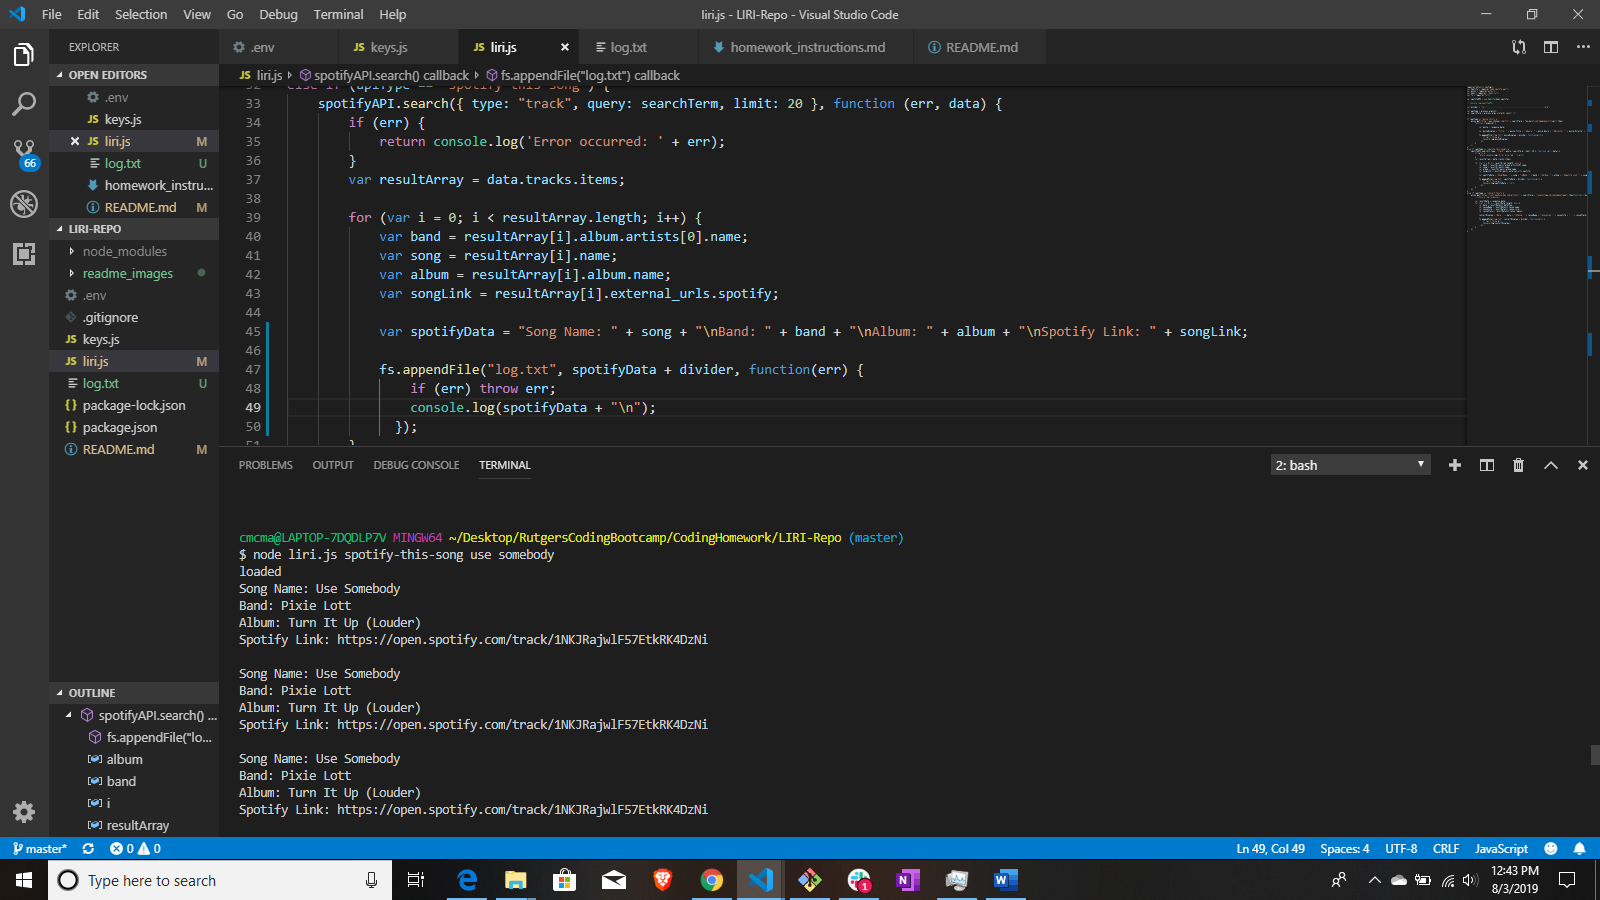 File Edit Selection View Go Debug Terminal Help
liri.js - LIRI-Repo - Visual Studio Code
EXPLORER
.env
JS keys.js
JS liri.js
log.txt
homework_instructions.md
README.md
OPEN EDITORS
.env
JS keys.js
JS liri.js M
log.txt U
homework_instru...
README.md M
LIRI-REPO
node_modules
readme_images
.env
.gitignore
JS keys.js
JS liri.js M
log.txt U
{} package-lock.json
{} package.json
README.md M
OUTLINE
spotifyAPI.search() ...
fs.appendFile("lo...
album
band
i
resultArray
66
JS liri.js spotifyAPI.search() callback fs.appendFile("log.txt") callback
33 spotifyAPI.search({ type: "track", query: searchTerm, limit: 20 }, function (err, data) {
34 if (err) {
35 return console.log('Error occurred: ' + err);
36 }
37 var resultArray = data.tracks.items;
38
39 for (var i = 0; i < resultArray.length; i++) {
40 var band = resultArray[i].album.artists[0].name;
41 var song = resultArray[i].name;
42 var album = resultArray[i].album.name;
43 var songLink = resultArray[i].external_urls.spotify;
44
45 var spotifyData = "Song Name: " + song + "\nBand: " + band + "\nAlbum: " + album + "\nSpotify Link: " + songLink;
46
47 fs.appendFile("log.txt", spotifyData + divider, function(err) {
48 if (err) throw err;
49 console.log(spotifyData + "\n");
50 });
PROBLEMS OUTPUT DEBUG CONSOLE TERMINAL
2: bash
cmcma@LAPTOP-7DQDLP7V MINGW64 ~/Desktop/RutgersCodingBootcamp/CodingHomework/LIRI-Repo (master)
$ node liri.js spotify-this-song use somebody
loaded
Song Name: Use Somebody
Band: Pixie Lott
Album: Turn It Up (Louder)
Spotify Link: https://open.spotify.com/track/1NKJRajwlF57EtkRK4DzNi
Song Name: Use Somebody
Band: Pixie Lott
Album: Turn It Up (Louder)
Spotify Link: https://open.spotify.com/track/1NKJRajwlF57EtkRK4DzNi
Song Name: Use Somebody
Band: Pixie Lott
Album: Turn It Up (Louder)
Spotify Link: https://open.spotify.com/track/1NKJRajwlF57EtkRK4DzNi
master* 0 0
Ln 49, Col 49 Spaces: 4 UTF-8 CRLF JavaScript
Type here to search
1
12:43 PM
8/3/2019